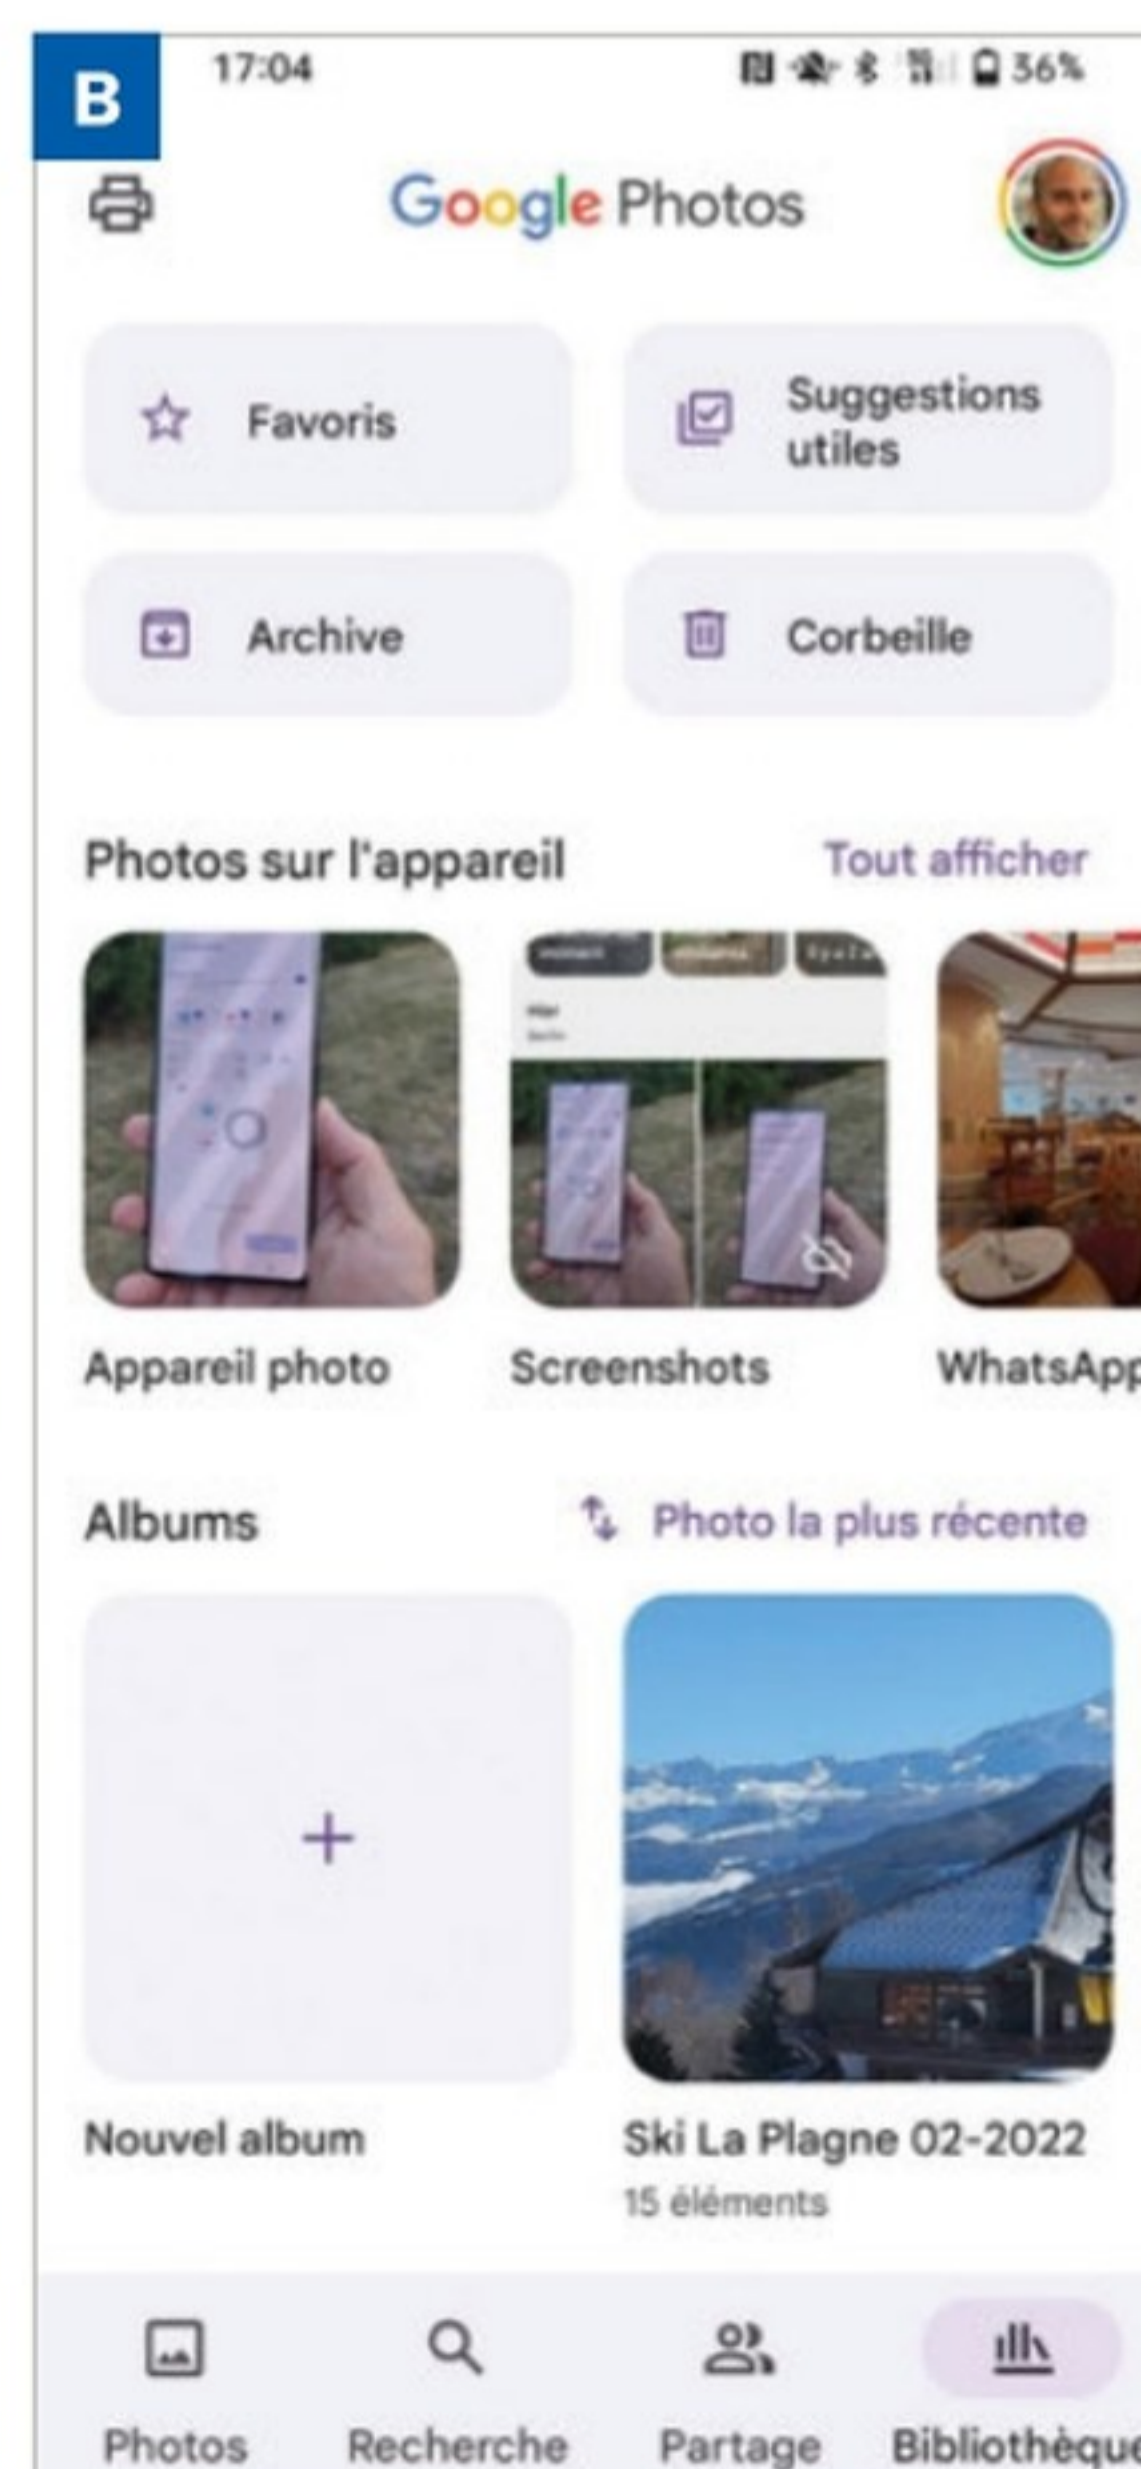 B
17:04
36%
Google Photos
Favoris
Suggestions
utiles
Archive
Corbeille
Photos sur l'appareil
Tout afficher
Appareil photo
Screenshots
WhatsApp
Albums
Photo la plus récente
Nouvel album
Ski La Plagne 02-2022
15 éléments
Photos
Recherche
Partage
Bibliothèque